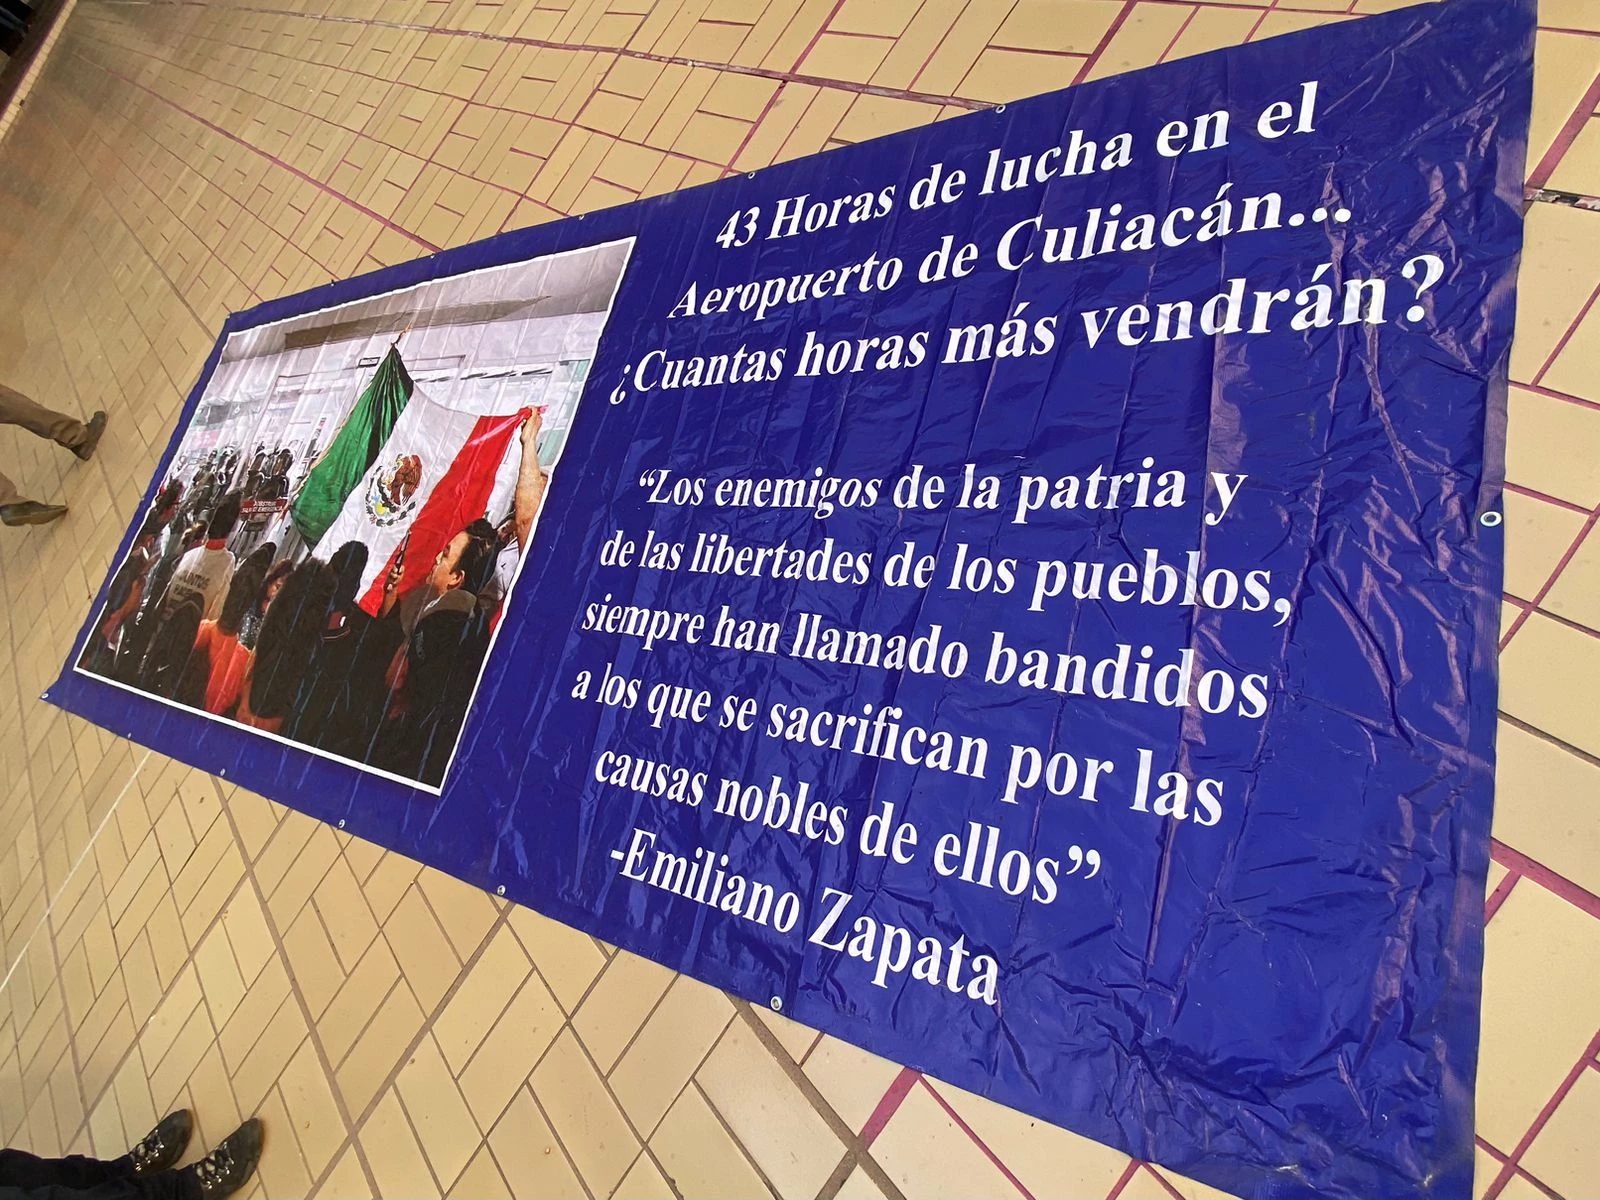 43 Horas de lucha en el
Aeropuerto de Culiacán...
¿Cuantas horas más vendrán?
“Los enemigos de la patria y
de las libertades de los pueblos,
siempre han llamado bandidos
a los que se sacrifican por las
causas nobles de ellos”
-Emiliano Zapata